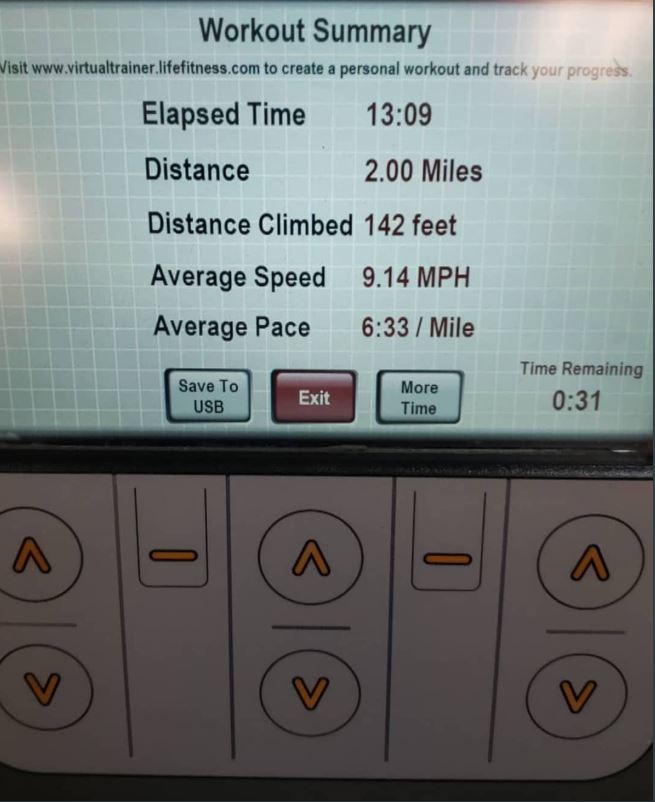 Workout Summary
Visit www.virtualtrainer.lifefitness.com to create a personal workout and track your progress.
Elapsed Time 13:09
Distance 2.00 Miles
Distance Climbed 142 feet
Average Speed 9.14 MPH
Average Pace 6:33 / Mile
Save To
USB
Exit
More
Time
Time Remaining
0:31